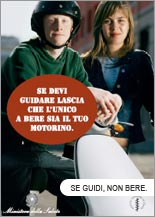 SE DEVI
GUIDARE LASCIA
CHE L'UNICO
A BERE SIA IL TUO
MOTORINO.
SE GUIDI, NON BERE.
Ministero della Salute